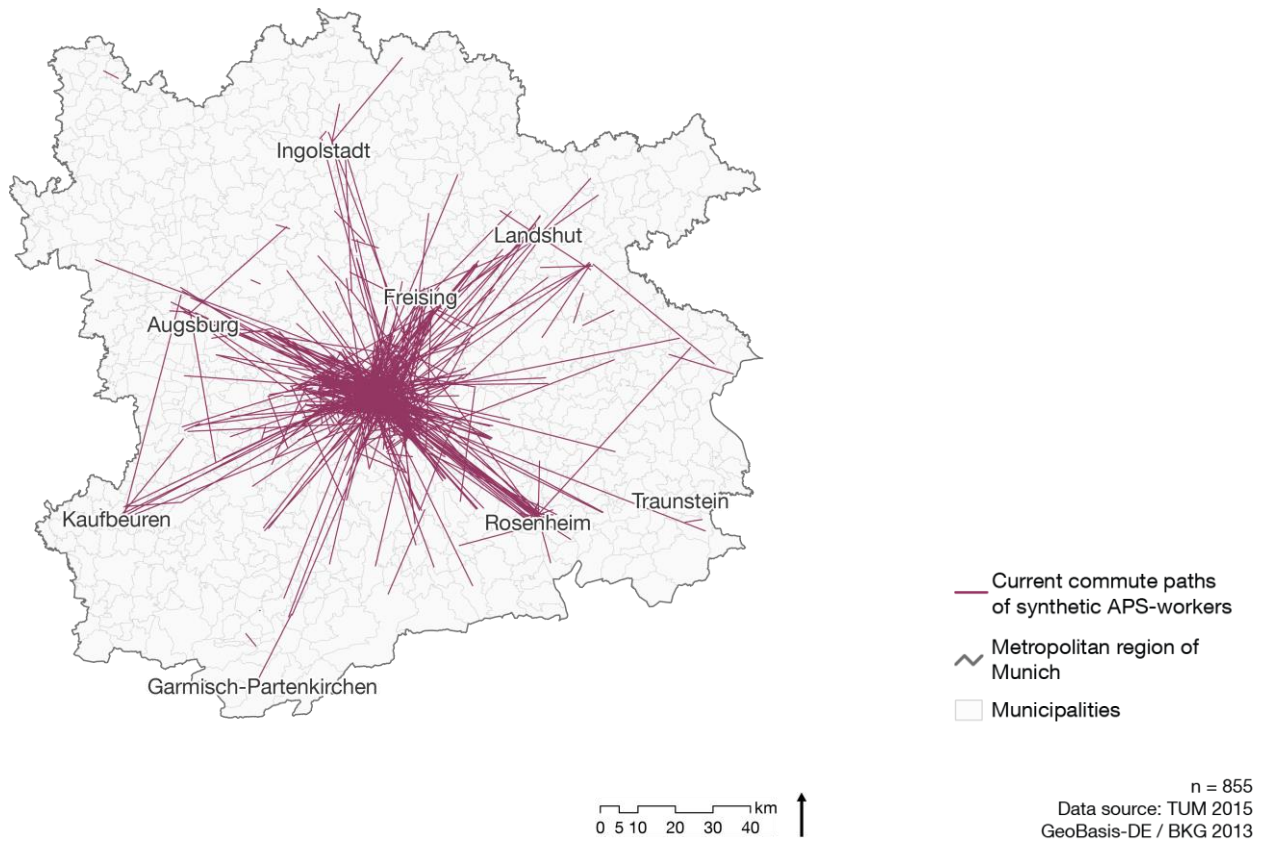 Ingolstadt
Landshut
Freising
Augsburg
Traunstein
Kaufbeuren
Rosenheim
Garmisch-Partenkirchen
Current commute paths
of synthetic APS-workers
Metropolitan region of
Munich
Municipalities
km
0 5 10 20 30 40
n = 855
Data source: TUM 2015
GeoBasis-DE / BKG 2013